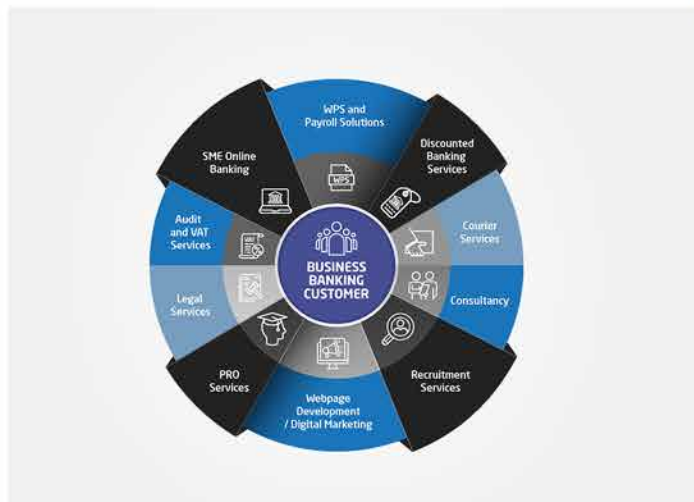 WPS and
Payroll Solutions
Discounted
Banking
Services
Courier
Services
Consultancy
Recruitment
Services
Webpage
Development
/ Digital Marketing
PRO
Services
Legal
Services
Audit
and VAT
Services
SME Online
Banking
WPS
VAT
BUSINESS
BANKING
CUSTOMER